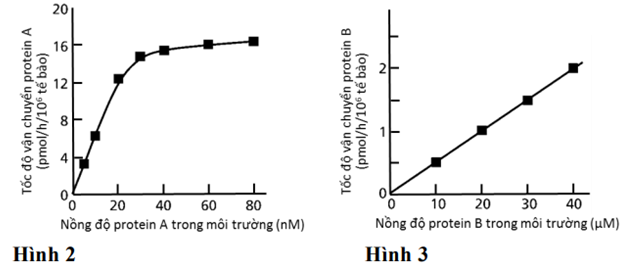 Tốc độ vận chuyển protein A
(pmol/h/10⁶ tế bào)
20
16
12
8
4
0
0 20 40 60 80
Nồng độ protein A trong môi trường (nM)
Hình 2
Tốc độ vận chuyển protein B
(pmol/h/10⁶ tế bào)
2
1
0
0 10 20 30 40
Nồng độ protein B trong môi trường (µM)
Hình 3